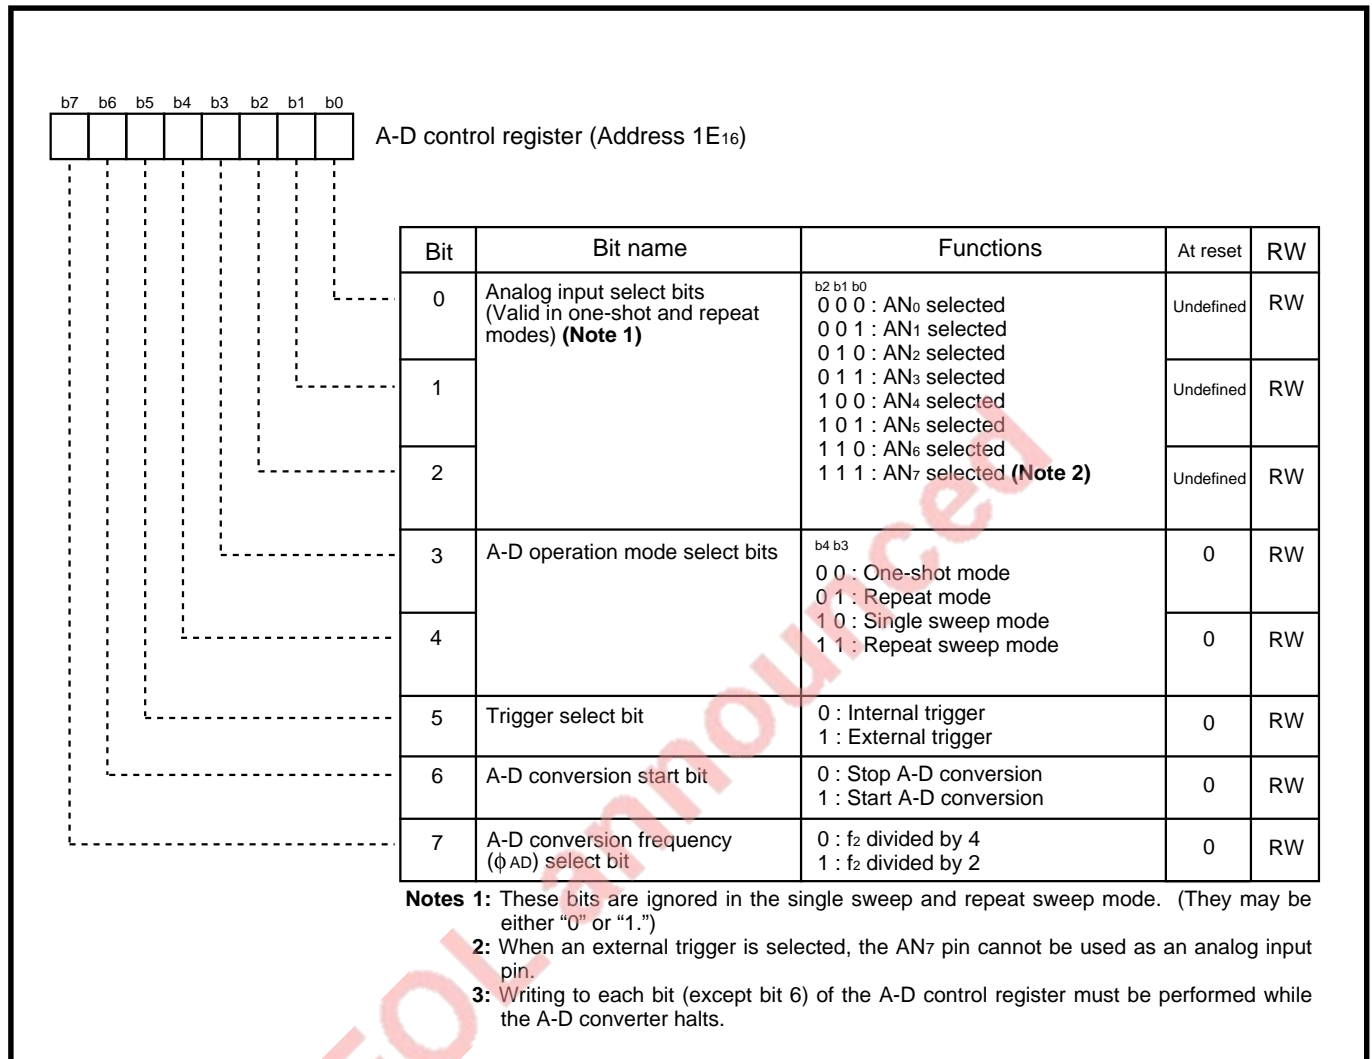 b7 b6 b5 b4 b3 b2 b1 b0
A-D control register (Address 1E16)
Bit Bit name Functions At reset RW
0 Analog input select bits
(Valid in one-shot and repeat
modes) (Note 1)
b2 b1 b0
0 0 0 : AN0 selected
0 0 1 : AN1 selected
0 1 0 : AN2 selected
0 1 1 : AN3 selected
1 0 0 : AN4 selected
1 0 1 : AN5 selected
1 1 0 : AN6 selected
1 1 1 : AN7 selected (Note 2)
Undefined RW
1 Undefined RW
2 Undefined RW
3 A-D operation mode select bits
b4 b3
0 0 : One-shot mode
0 1 : Repeat mode
1 0 : Single sweep mode
1 1 : Repeat sweep mode
0 RW
4 0 RW
5 Trigger select bit
0 : Internal trigger
1 : External trigger
0 RW
6 A-D conversion start bit
0 : Stop A-D conversion
1 : Start A-D conversion
0 RW
7 A-D conversion frequency
(ϕ AD) select bit
0 : f2 divided by 4
1 : f2 divided by 2
0 RW
Notes 1: These bits are ignored in the single sweep and repeat sweep mode. (They may be
either “0” or “1.”)
2: When an external trigger is selected, the AN7 pin cannot be used as an analog input
pin.
3: Writing to each bit (except bit 6) of the A-D control register must be performed while
the A-D converter halts.
EOL announced